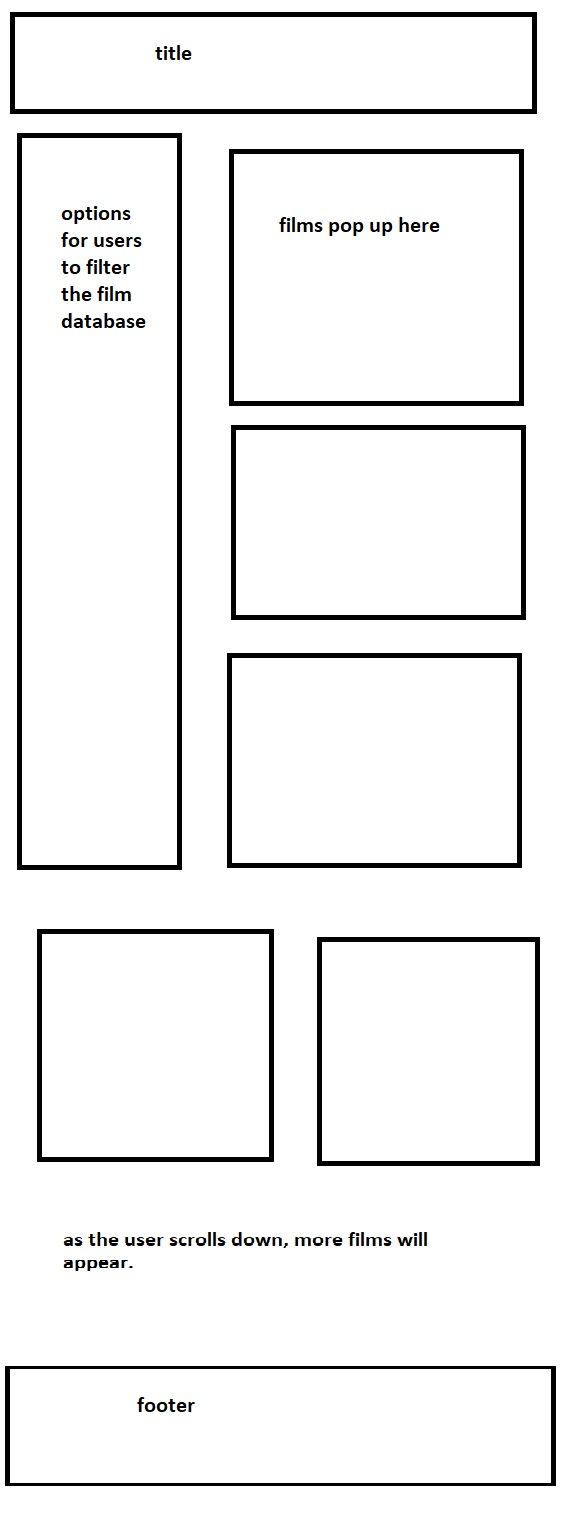 title
options
for users
to filter
the film
database
films pop up here
as the user scrolls down, more films will
appear.
footer